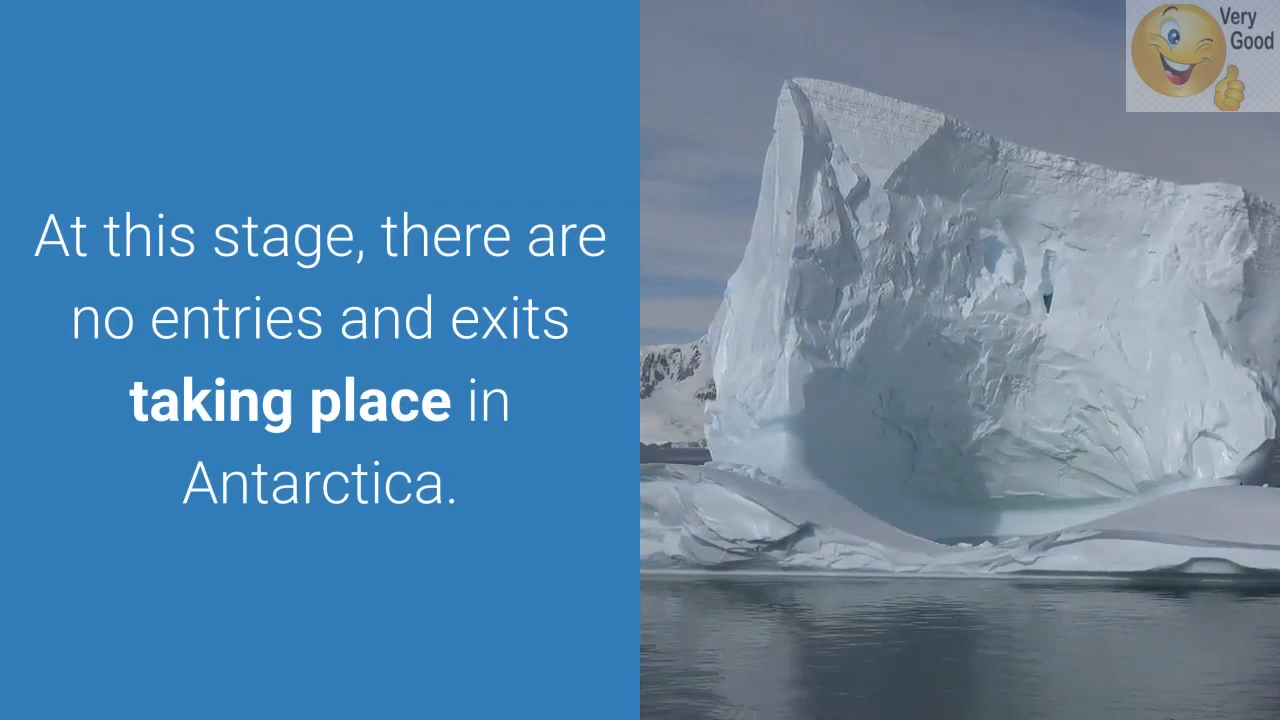 At this stage, there are
no entries and exits
taking place in
Antarctica.
Very
Good